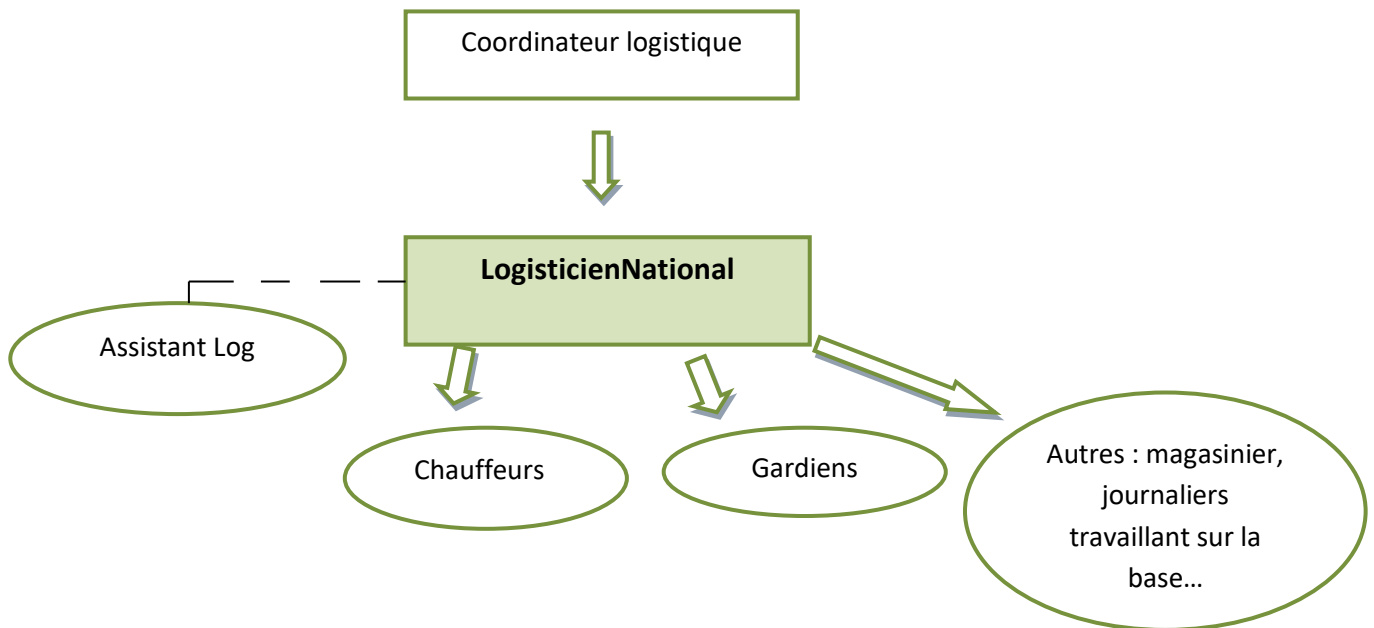 Coordinateur logistique
LogisticienNational
Assistant Log
Chauffeurs
Gardiens
Autres : magasinier,
journaliers
travaillant sur la
base…